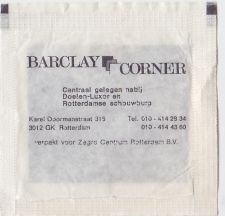 BARCLAY CORNER
Centraal gelegen nabij
Doelen-Luxor en
Rotterdamse schouwburg
Karel Doormanstraat 315 Tel. 010 - 414 29 34
3012 GK Rotterdam 010 - 414 43 60
verpakt voor Zegro Centrum Rotterdam B.V.